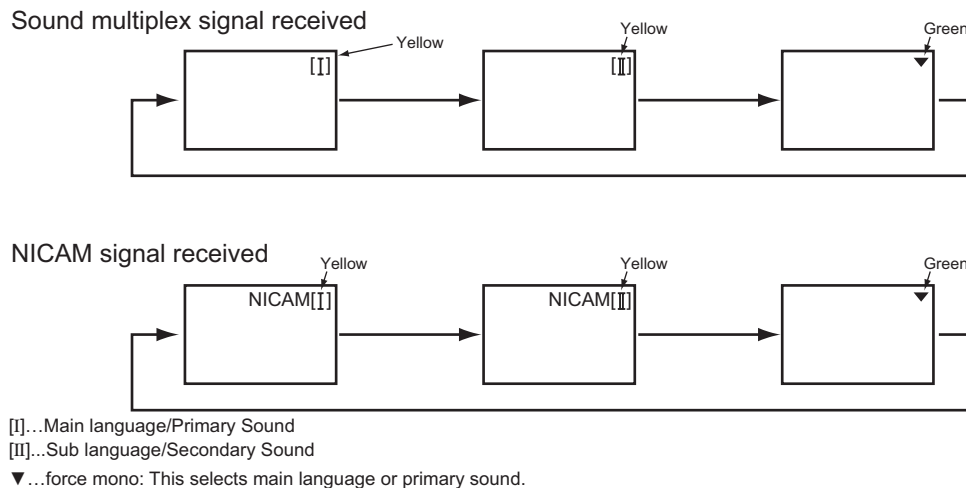 Sound multiplex signal received
Yellow
Yellow
Green
[I]
[II]
▼
NICAM signal received
Yellow
Yellow
Green
NICAM[I]
NICAM[II]
▼
[I]…Main language/Primary Sound
[II]...Sub language/Secondary Sound
▼…force mono: This selects main language or primary sound.